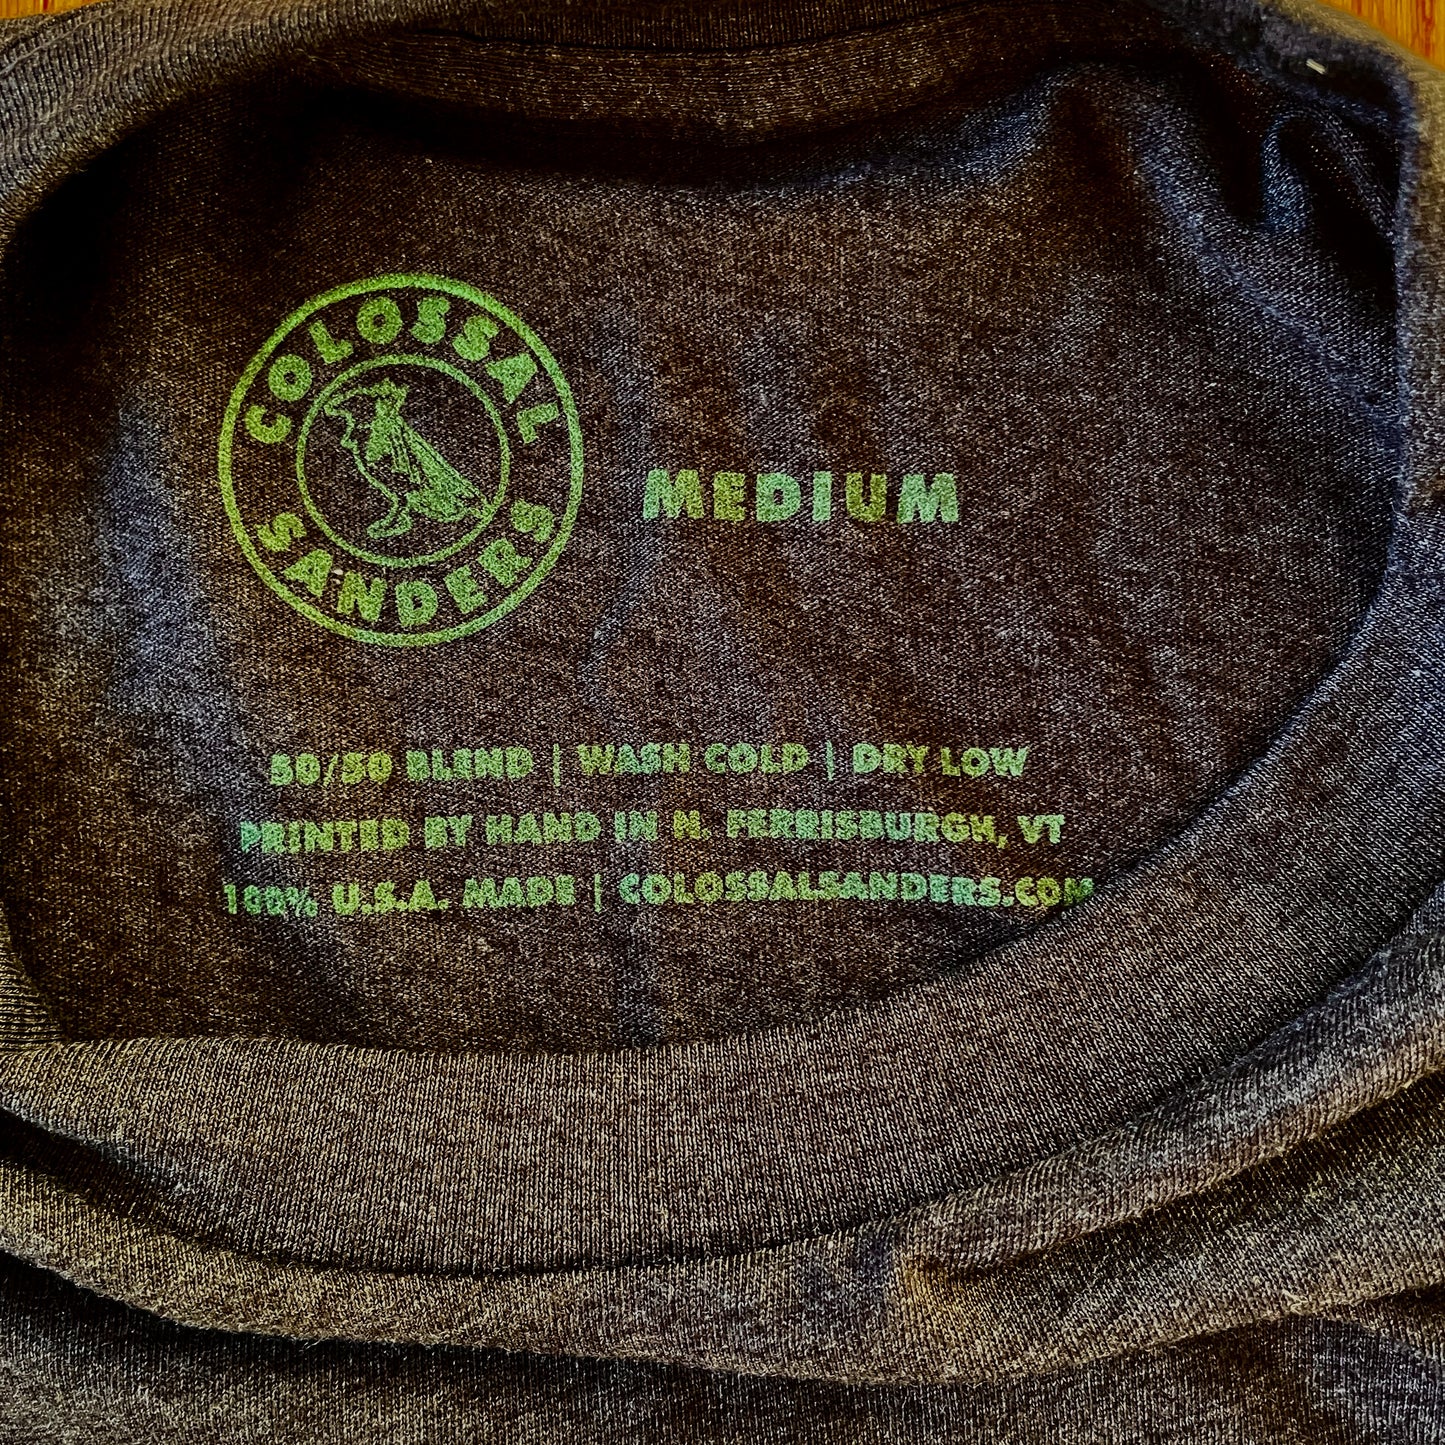 COLOSSAL
SANDERS
MEDIUM
50/50 BLEND | WASH COLD | DRY LOW
PRINTED BY HAND IN N. FERRISBURGH, VT
100% U.S.A. MADE | COLOSSALSANDERS.COM